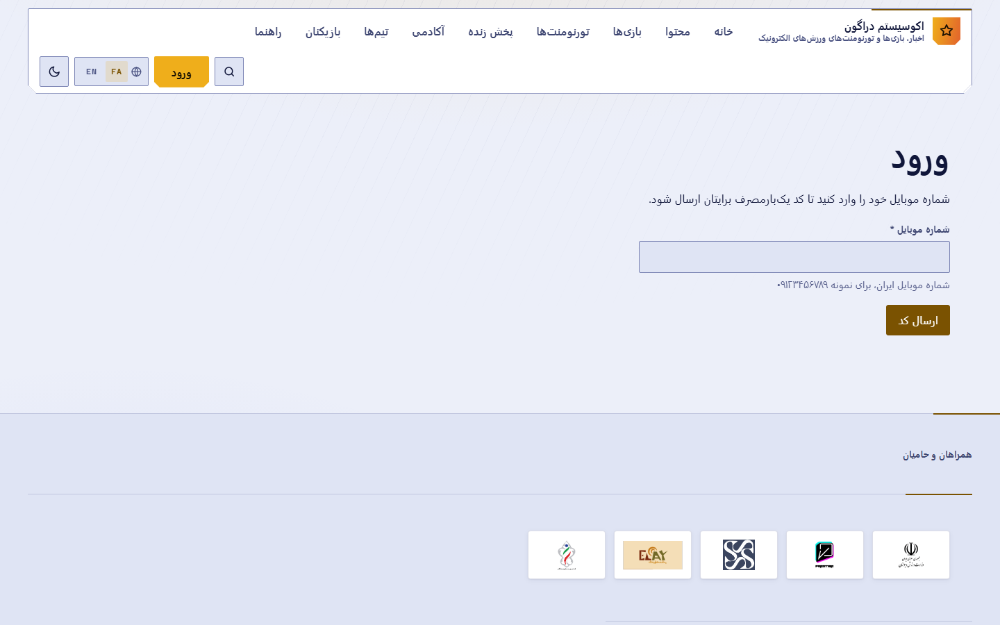 اکوسیستم دراگون
اخبار، بازی‌ها و تورنومنت‌های ورزش‌های الکترونیک
خانه
محتوا
بازی‌ها
تورنومنت‌ها
پخش زنده
آکادمی
تیم‌ها
بازیکنان
راهنما
ورود
FA
EN
ورود
شماره موبایل خود را وارد کنید تا کد یک‌بارمصرف برایتان ارسال شود.
شماره موبایل *
شماره موبایل ایران، برای نمونه ۰۹۱۲۳۴۵۶۷۸۹
ارسال کد
همراهان و حامیان
ELAY